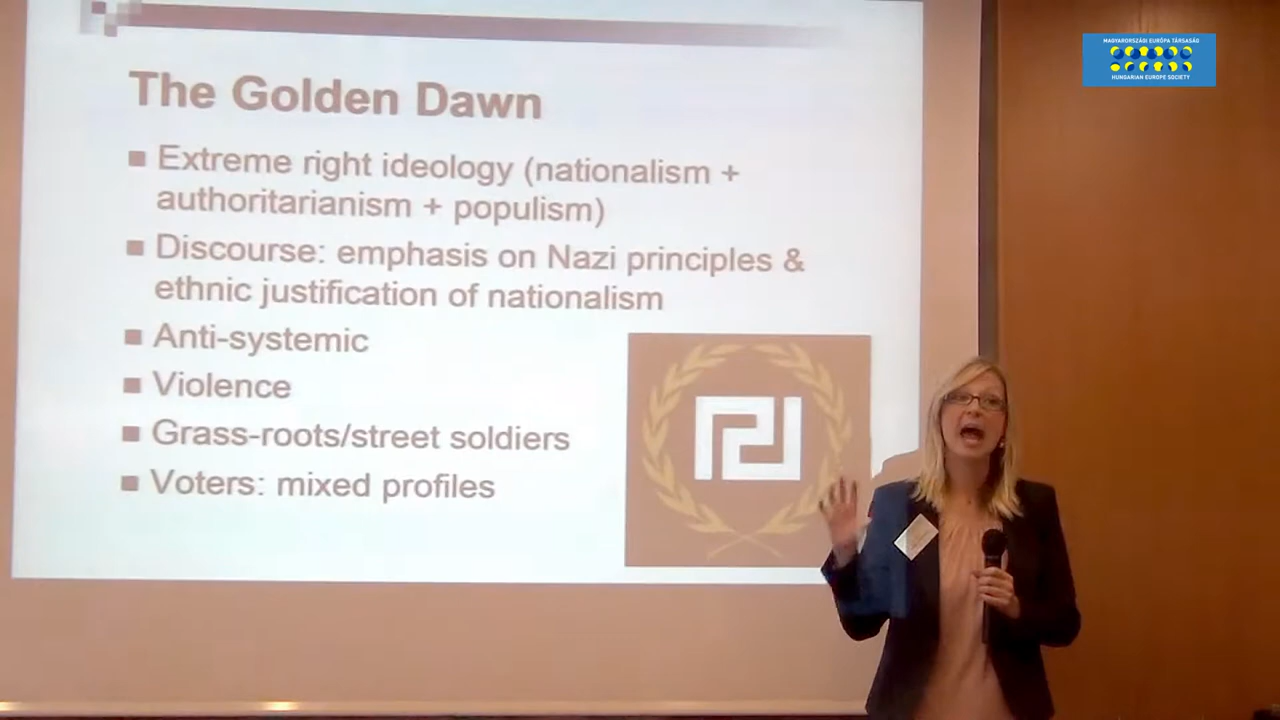 MAGYARORSZÁGI EURÓPA TÁRSASÁG
HUNGARIAN EUROPE SOCIETY
The Golden Dawn
Extreme right ideology (nationalism +
authoritarianism + populism)
Discourse: emphasis on Nazi principles &
ethnic justification of nationalism
Anti-systemic
Violence
Grass-roots/street soldiers
Voters: mixed profiles